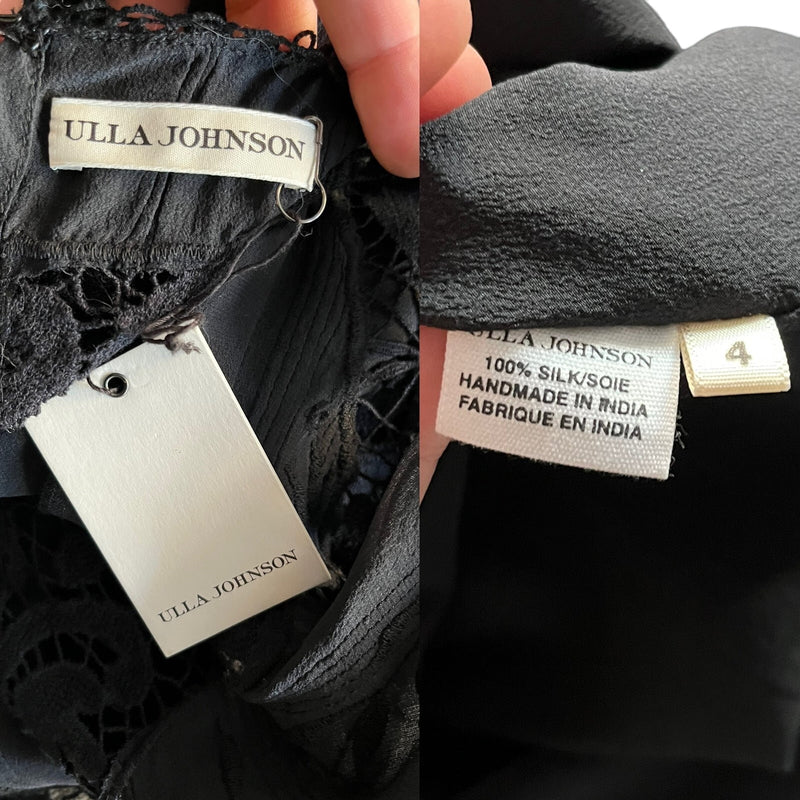 ULLA JOHNSON
ULLA JOHNSON
ULLA JOHNSON
100% SILK/SOIE
HANDMADE IN INDIA
FABRIQUE EN INDIA
4